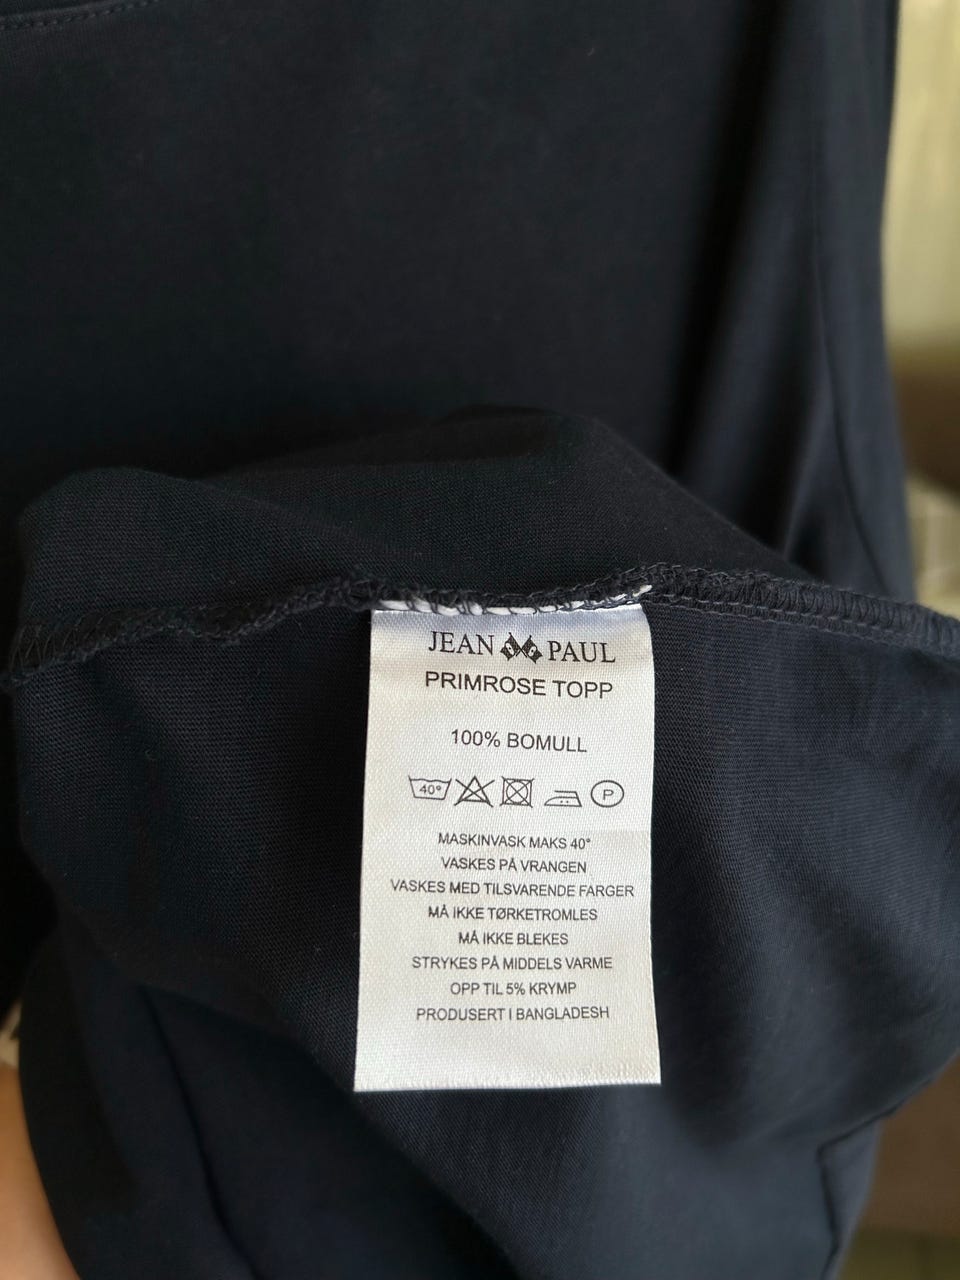 JEAN PAUL
PRIMROSE TOPP
100% BOMULL
40° P
MASKINVASK MAKS 40°
VASKES PÅ VRANGEN
VASKES MED TILSVARENDE FARGER
MÅ IKKE TØRKETROMLES
MÅ IKKE BLEKES
STRYKES PÅ MIDDELS VARME
OPP TIL 5% KRYMP
PRODUSERT I BANGLADESH